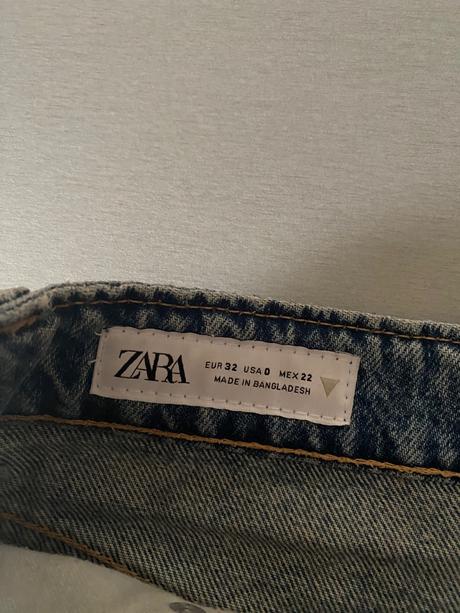 ZARA
EUR 32 USA 0 MEX 22
MADE IN BANGLADESH